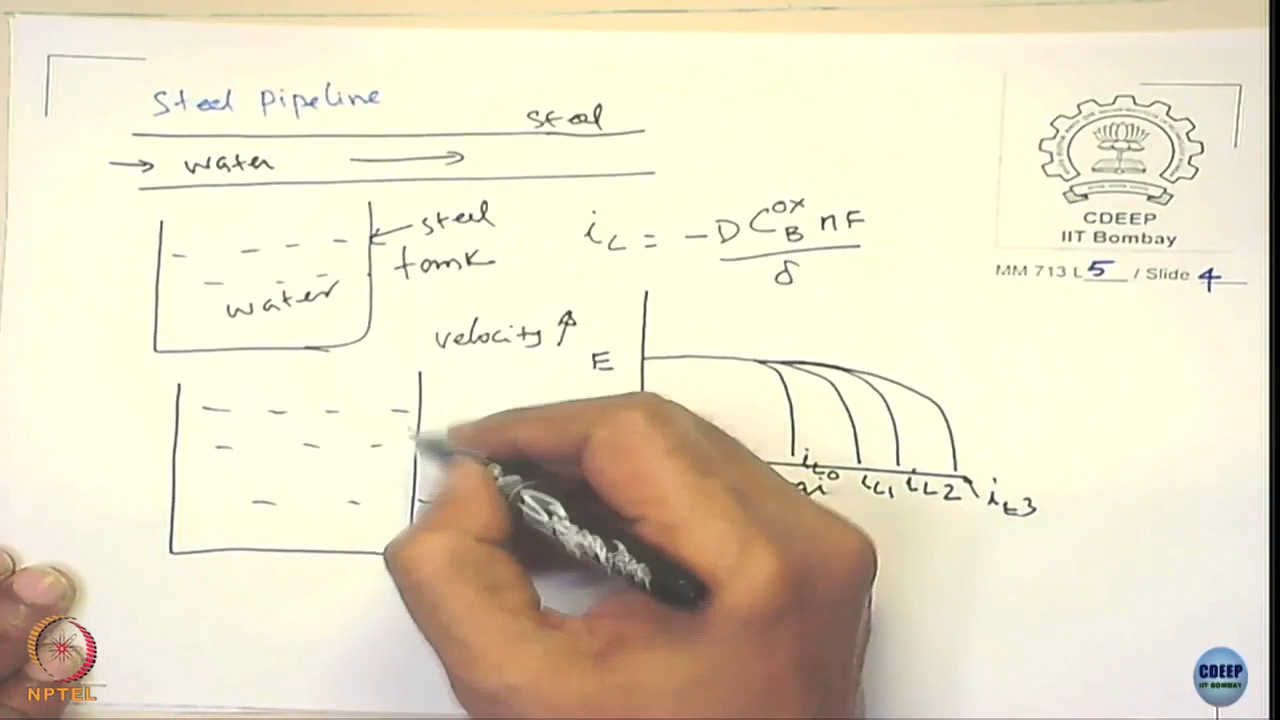 Steel Pipeline
steel
→ water →
steel
tank
water
i_L = -D C_B^ox nF / δ
velocity ↑
E
i_L0
i_L1 i_L2 i_L3
CDEEP
IIT Bombay
MM 713 L 5 / Slide 4
NPTEL
CDEEP
IIT BOMBAY